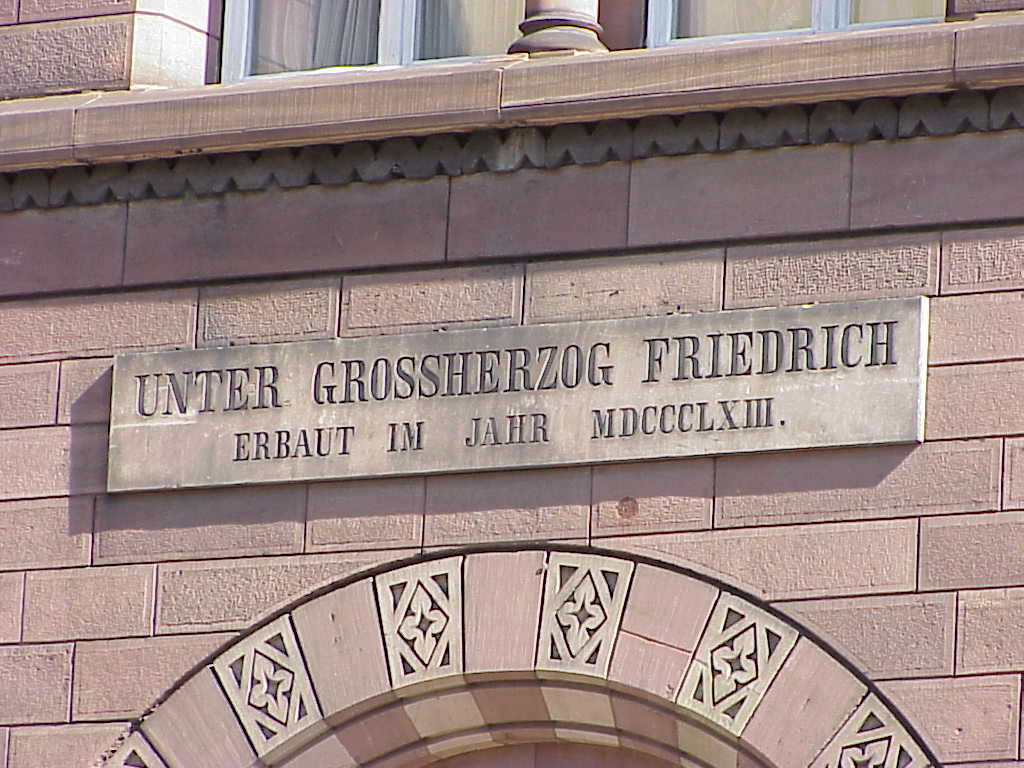 UNTER GROSSHERZOG FRIEDRICH
ERBAUT IM JAHR MDCCCLXIII.